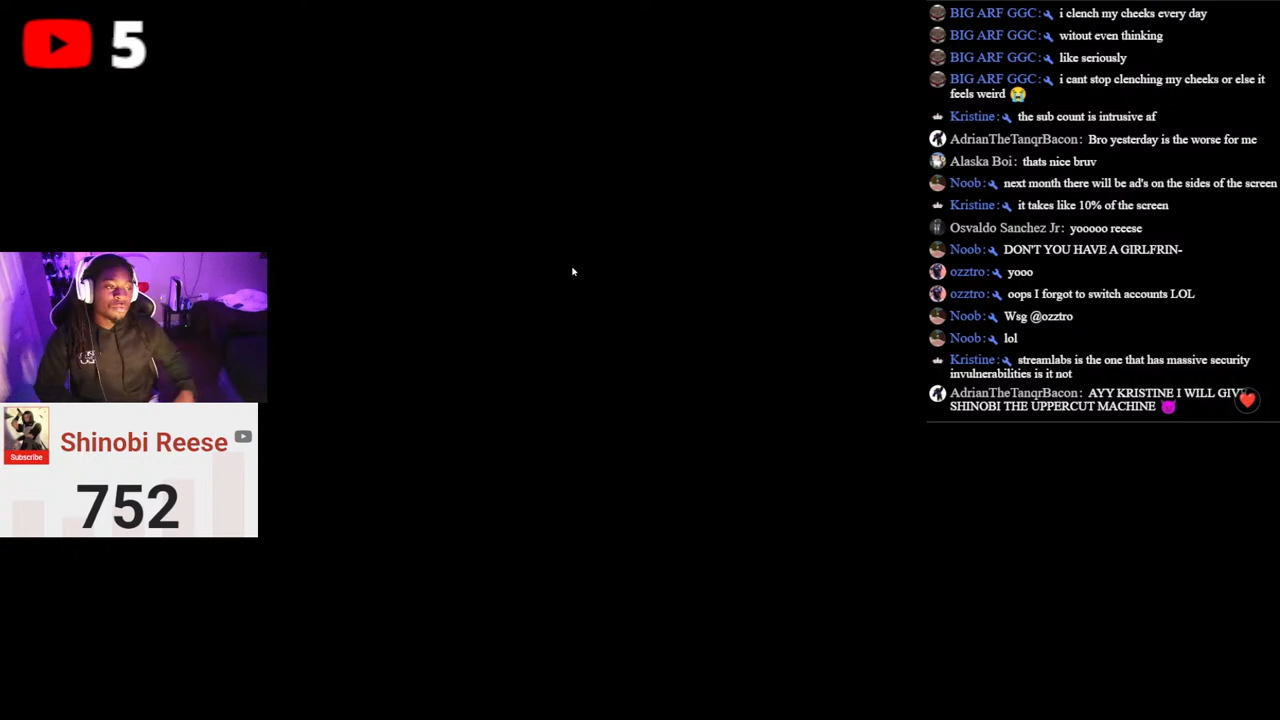 5
BIG ARF GGC: i clench my cheeks every day
BIG ARF GGC: witout even thinking
BIG ARF GGC: like seriously
BIG ARF GGC: i cant stop clenching my cheeks or else it
feels weird 😭
Kristine: the sub count is intrusive af
AdrianTheTanqrBacon: Bro yesterday is the worse for me
Alaska Boi: thats nice bruv
Noob: next month there will be ad's on the sides of the screen
Kristine: it takes like 10% of the screen
Osvaldo Sanchez Jr: yooooo reeese
Noob: DON'T YOU HAVE A GIRLFRIN-
ozztro: yooo
ozztro: oops I forgot to switch accounts LOL
Noob: Wsg @ozztro
Noob: lol
Kristine: streamlabs is the one that has massive security
invulnerabilities is it not
AdrianTheTanqrBacon: AYY KRISTINE I WILL GIVE
SHINOBI THE UPPERCUT MACHINE 😈
Shinobi Reese
Subscribe
752